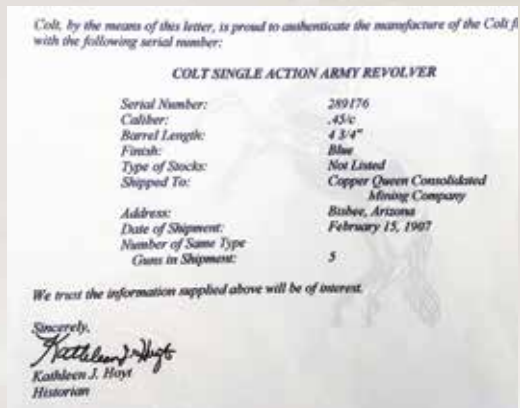 Colt, by the means of this letter, is proud to authenticate the manufacture of the Colt
with the following serial number:
COLT SINGLE ACTION ARMY REVOLVER
Serial Number: 289176
Caliber: .45/c
Barrel Length: 4 3/4"
Finish: Blue
Type of Stocks: Not Listed
Shipped To: Copper Queen Consolidated
Mining Company
Address: Bisbee, Arizona
Date of Shipment: February 15, 1907
Number of Same Type
Guns in Shipment: 5
We trust the information supplied above will be of interest.
Sincerely,
Kathleen J. Hoyt
Kathleen J. Hoyt
Historian